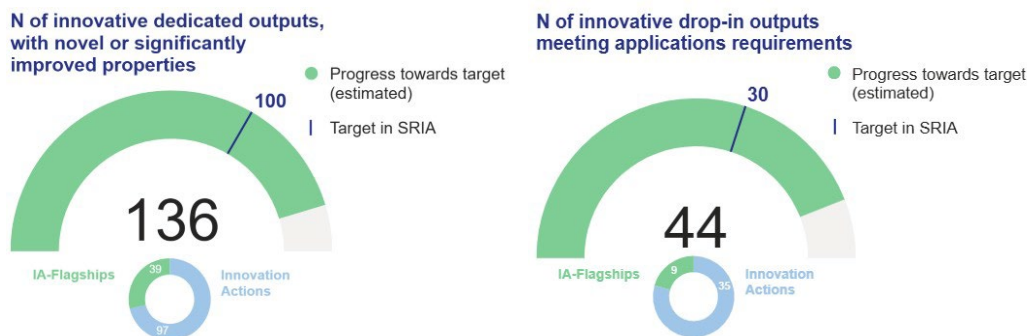 N of innovative dedicated outputs,
with novel or significantly
improved properties
Progress towards target
(estimated)
100
Target in SRIA
136
IA-Flagships
39
Innovation
Actions
97
N of innovative drop-in outputs
meeting applications requirements
Progress towards target
(estimated)
30
Target in SRIA
44
IA-Flagships
9
35
Innovation
Actions